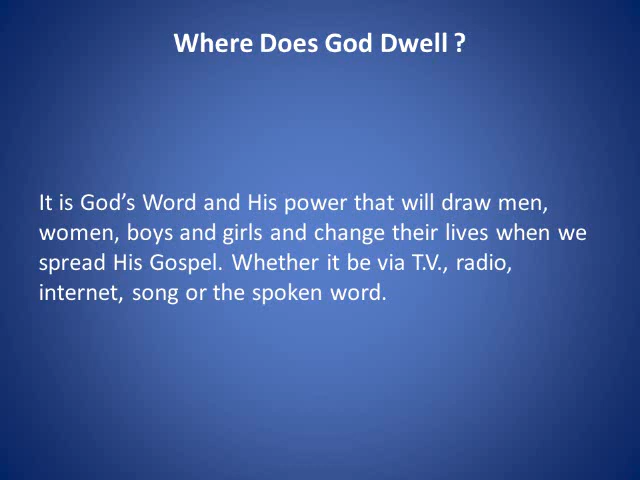 Where Does God Dwell ?
It is God’s Word and His power that will draw men,
women, boys and girls and change their lives when we
spread His Gospel. Whether it be via T.V., radio,
internet, song or the spoken word.